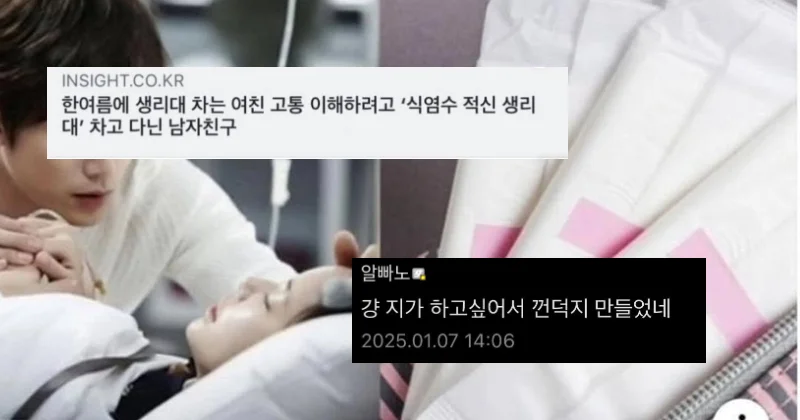 INSIGHT.CO.KR
한여름에 생리대 차는 여친 고통 이해하려고 ‘식염수 적신 생리
대’ 차고 다닌 남자친구
알빠노
걍 지가 하고싶어서 껀덕지 만들었네
2025.01.07 14:06